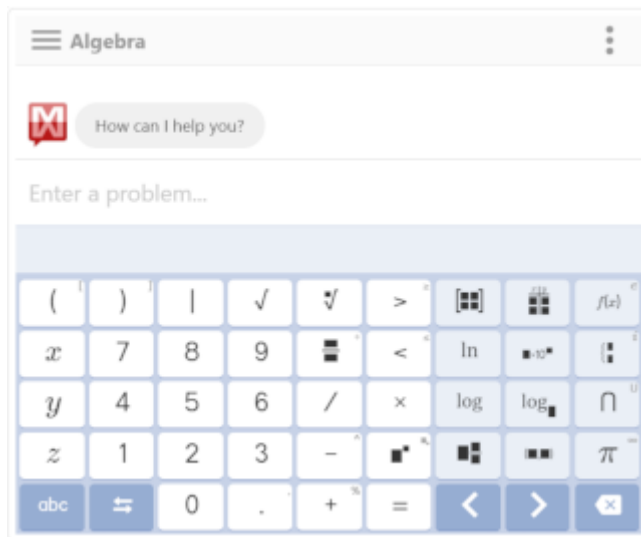 Algebra
How can I help you?
Enter a problem...
( [ ) ] | √ √ > ≥ [ ] f(x)
x 7 8 9 < ≤ ln ·10 {
y 4 5 6 / × log log ∩ U
z 1 2 3 − ( ) π
abc ⇆ 0 . + % = < > ×